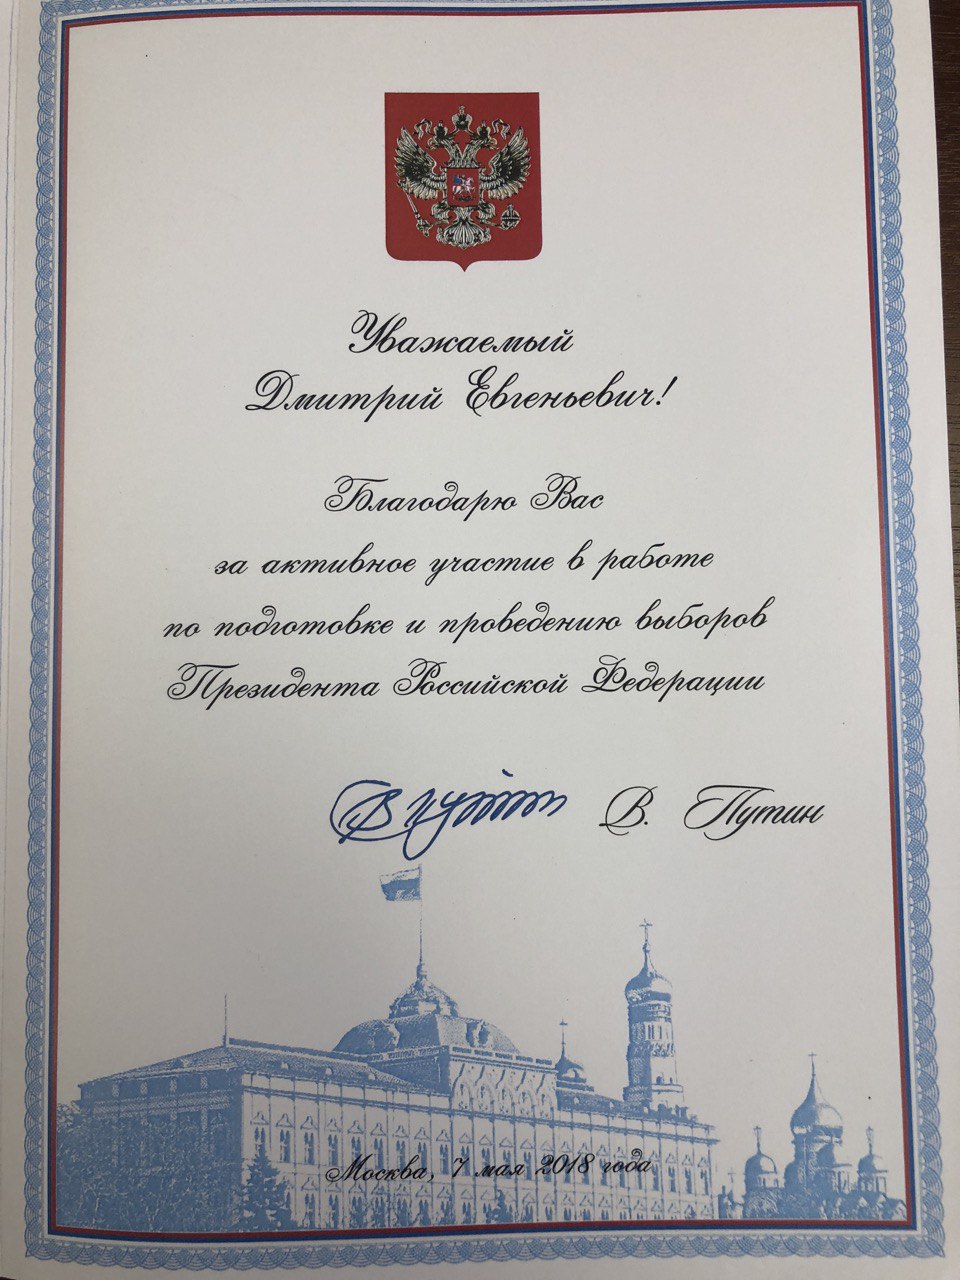 Уважаемый
Дмитрий Евгеньевич!
Благодарю Вас
за активное участие в работе
по подготовке и проведению выборов
Президента Российской Федерации
В. Путин
Москва, 7 мая 2018 года